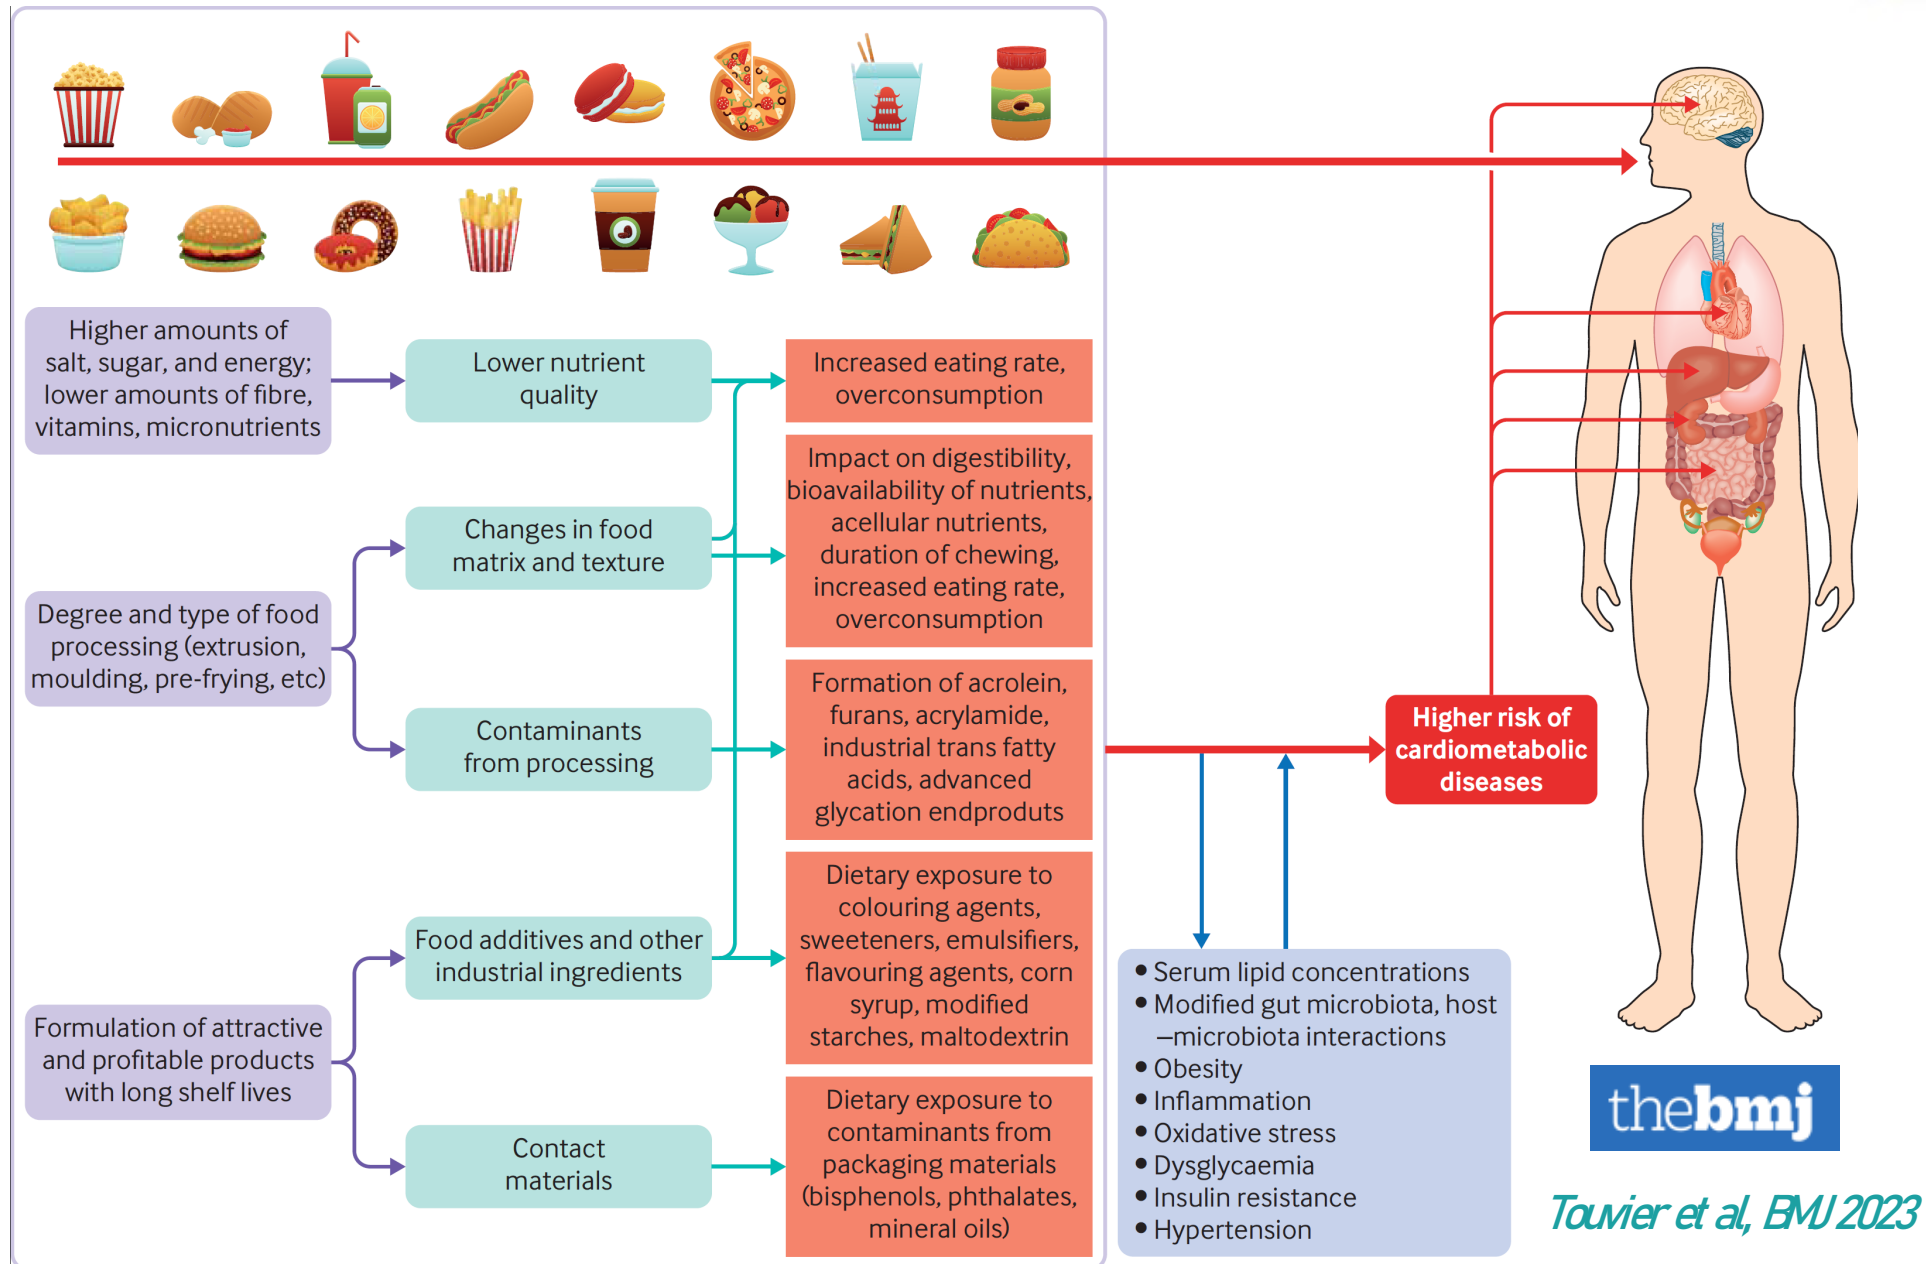 Higher amounts of
salt, sugar, and energy;
lower amounts of fibre,
vitamins, micronutrients
Lower nutrient
quality
Increased eating rate,
overconsumption
Changes in food
matrix and texture
Impact on digestibility,
bioavailability of nutrients,
acellular nutrients,
duration of chewing,
increased eating rate,
overconsumption
Degree and type of food
processing (extrusion,
moulding, pre-frying, etc)
Contaminants
from processing
Formation of acrolein,
furans, acrylamide,
industrial trans fatty
acids, advanced
glycation endproduts
Higher risk of
cardiometabolic
diseases
Formulation of attractive
and profitable products
with long shelf lives
Food additives and other
industrial ingredients
Dietary exposure to
colouring agents,
sweeteners, emulsifiers,
flavouring agents, corn
syrup, modified
starches, maltodextrin
Contact
materials
Dietary exposure to
contaminants from
packaging materials
(bisphenols, phthalates,
mineral oils)
• Serum lipid concentrations
• Modified gut microbiota, host
–microbiota interactions
• Obesity
• Inflammation
• Oxidative stress
• Dysglycaemia
• Insulin resistance
• Hypertension
thebmj
Touvier et al, BMJ 2023